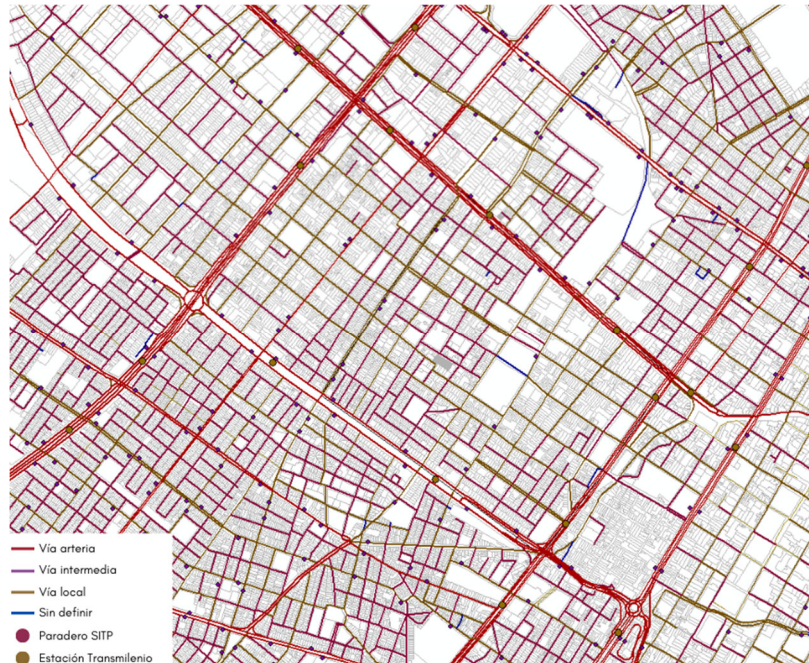 Vía arteria
Vía intermedia
Vía local
Sin definir
Paradero SITP
Estación Transmilenio